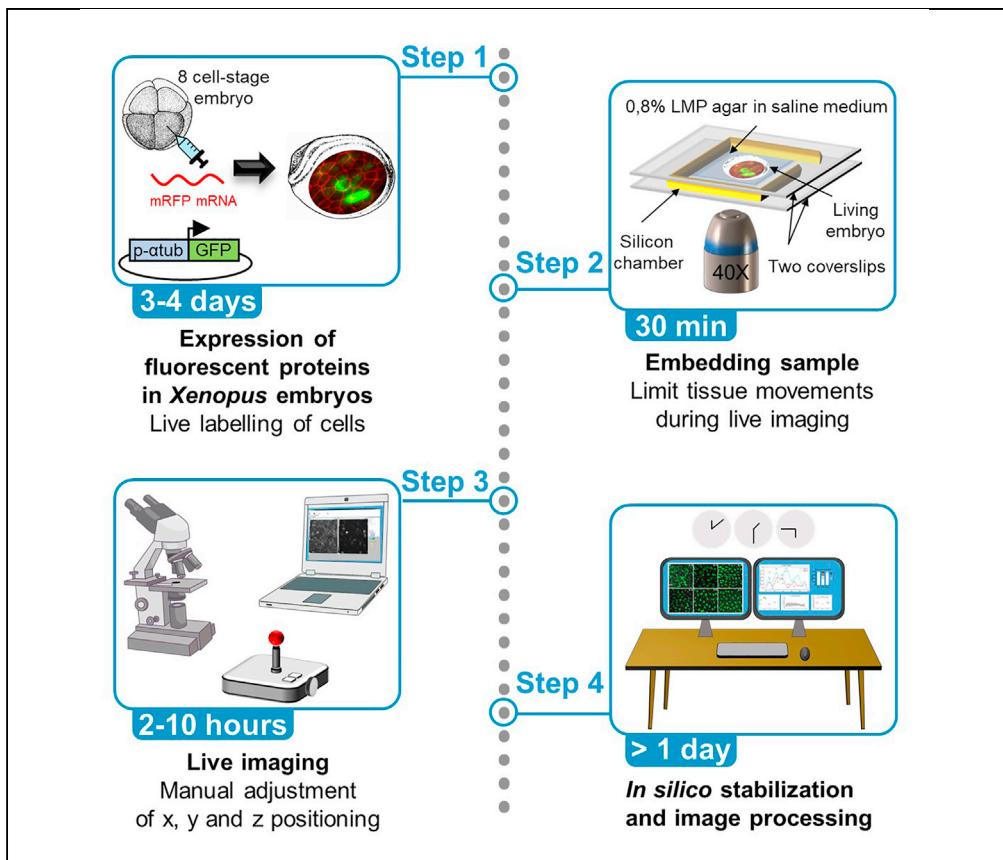 Step 1
8 cell-stage
embryo
mRFP mRNA
p-αtub
GFP
3-4 days
Expression of
fluorescent proteins
in Xenopus embryos
Live labelling of cells
Step 2
0,8% LMP agar in saline medium
Living
embryo
Silicon
chamber
40X
Two coverslips
30 min
Embedding sample
Limit tissue movements
during live imaging
Step 3
2-10 hours
Live imaging
Manual adjustment
of x, y and z positioning
Step 4
> 1 day
In silico stabilization
and image processing